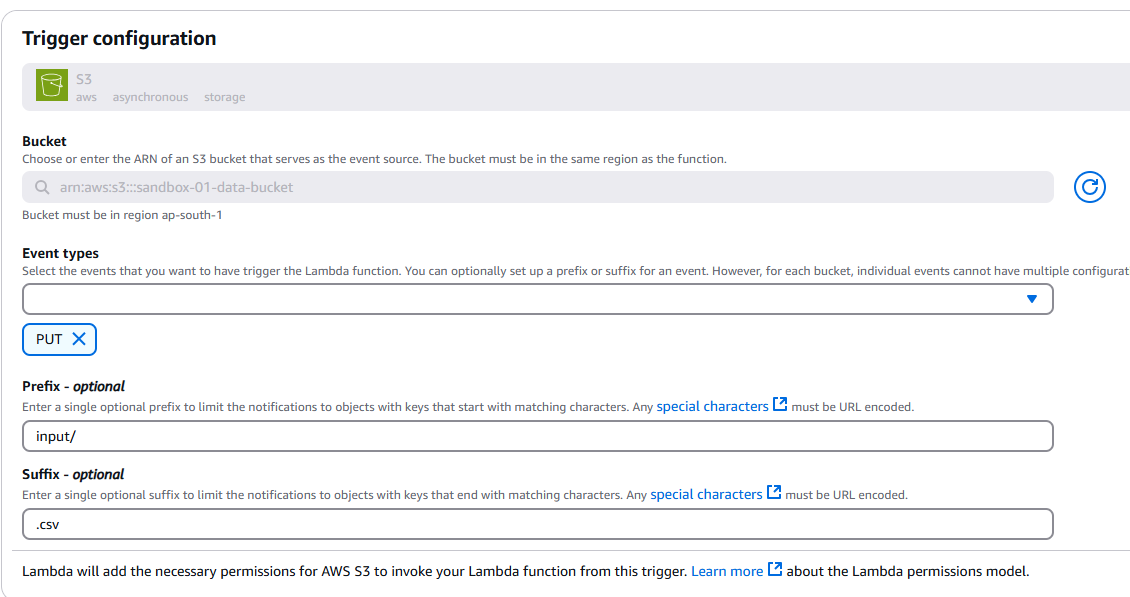 Trigger configuration
S3
aws asynchronous storage
Bucket
Choose or enter the ARN of an S3 bucket that serves as the event source. The bucket must be in the same region as the function.
arn:aws:s3:::sandbox-01-data-bucket
Bucket must be in region ap-south-1
Event types
Select the events that you want to have trigger the Lambda function. You can optionally set up a prefix or suffix for an event. However, for each bucket, individual events cannot have multiple configurat
PUT
Prefix - optional
Enter a single optional prefix to limit the notifications to objects with keys that start with matching characters. Any special characters must be URL encoded.
input/
Suffix - optional
Enter a single optional suffix to limit the notifications to objects with keys that end with matching characters. Any special characters must be URL encoded.
.csv
Lambda will add the necessary permissions for AWS S3 to invoke your Lambda function from this trigger. Learn more about the Lambda permissions model.